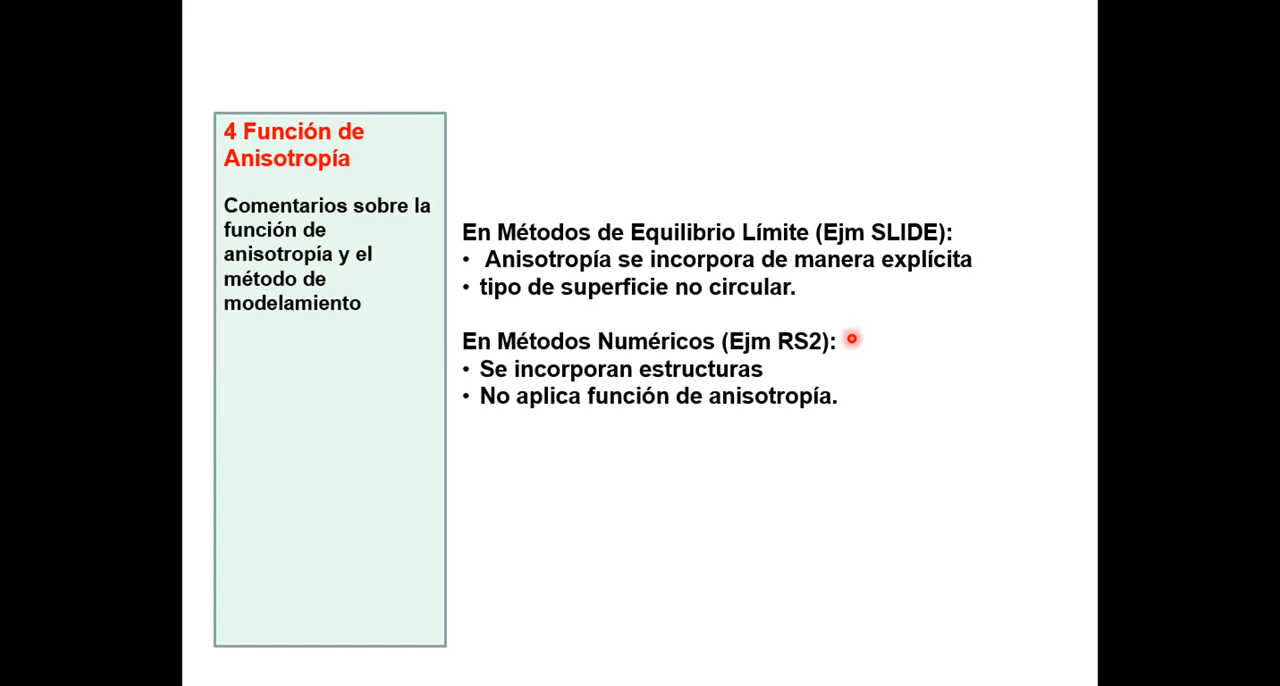 4 Función de
Anisotropía
Comentarios sobre la
función de
anisotropía y el
método de
modelamiento
En Métodos de Equilibrio Límite (Ejm SLIDE):
• Anisotropía se incorpora de manera explícita
• tipo de superficie no circular.
En Métodos Numéricos (Ejm RS2):
• Se incorporan estructuras
• No aplica función de anisotropía.